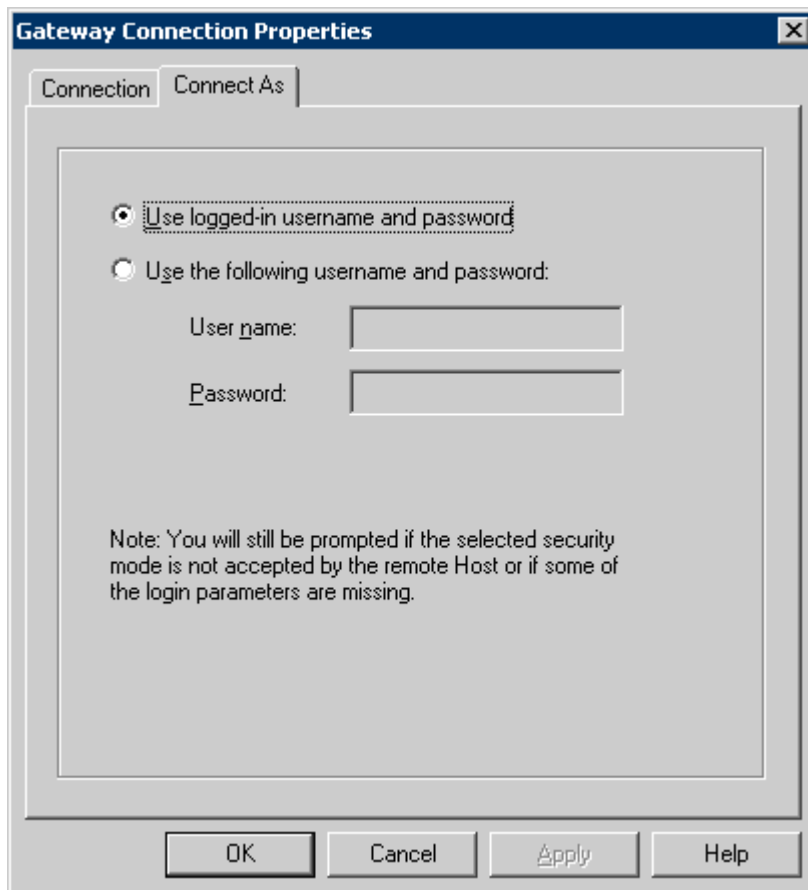 Gateway Connection Properties
Connection
Connect As
Use logged-in username and password
Use the following username and password:
User name:
Password:
Note: You will still be prompted if the selected security
mode is not accepted by the remote Host or if some of
the login parameters are missing.
OK
Cancel
Apply
Help